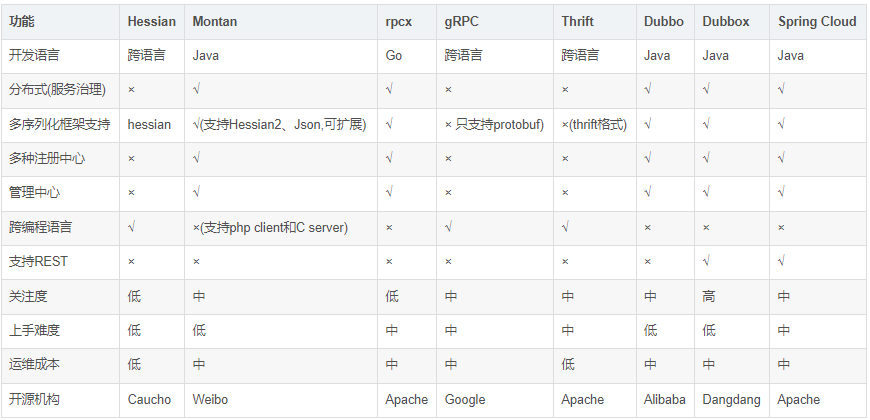 功能 Hessian Montan rpcx gRPC Thrift Dubbo Dubbox Spring Cloud
开发语言 跨语言 Java Go 跨语言 跨语言 Java Java Java
分布式(服务治理) × √ √ × × √ √ √
多序列化框架支持 hessian √(支持Hessian2、Json,可扩展) √ × 只支持protobuf) ×(thrift格式) √ √ √
多种注册中心 × √ √ × × √ √ √
管理中心 × √ √ × × √ √ √
跨编程语言 √ ×(支持php client和C server) × √ √ × × ×
支持REST × × × × × × √ √
关注度 低 中 低 中 中 中 高 中
上手难度 低 低 中 中 中 低 低 中
运维成本 低 中 中 中 低 中 中 中
开源机构 Caucho Weibo Apache Google Apache Alibaba Dangdang Apache